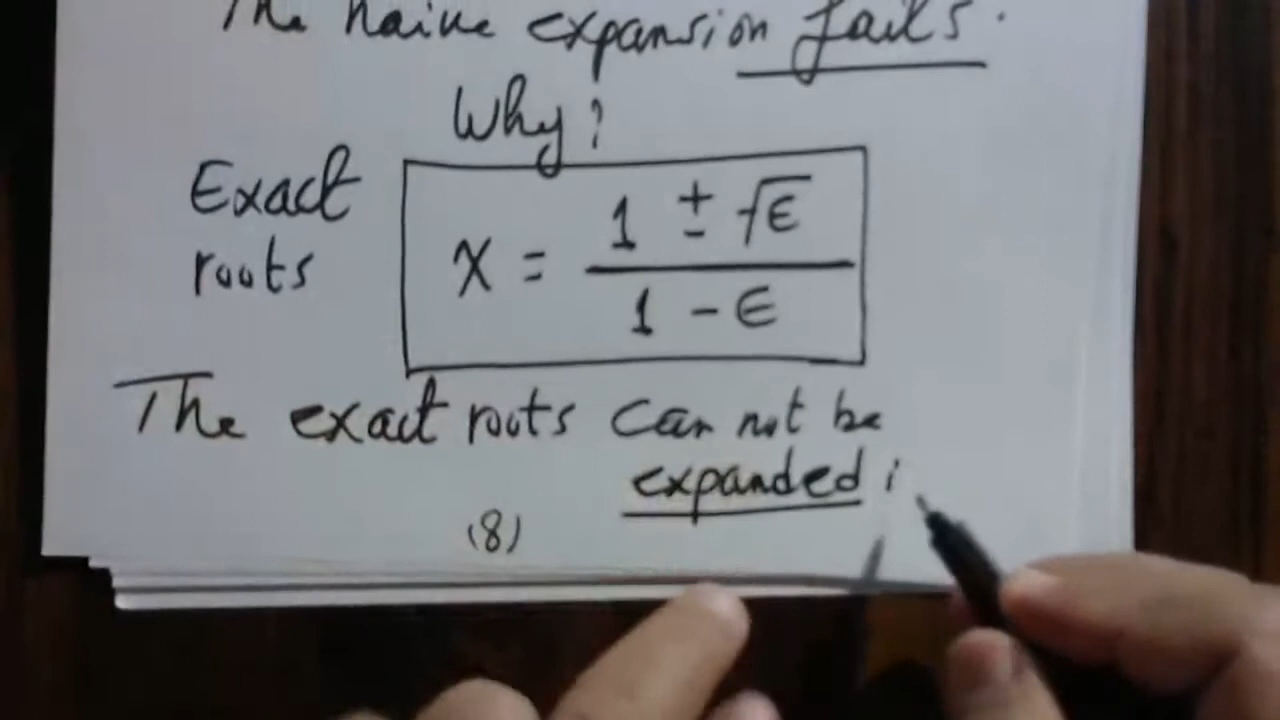 The naive expansion fails.
Why?
Exact roots
x = (1 ± √ϵ) / (1 - ϵ)
The exact roots can not be
expanded i
(8)